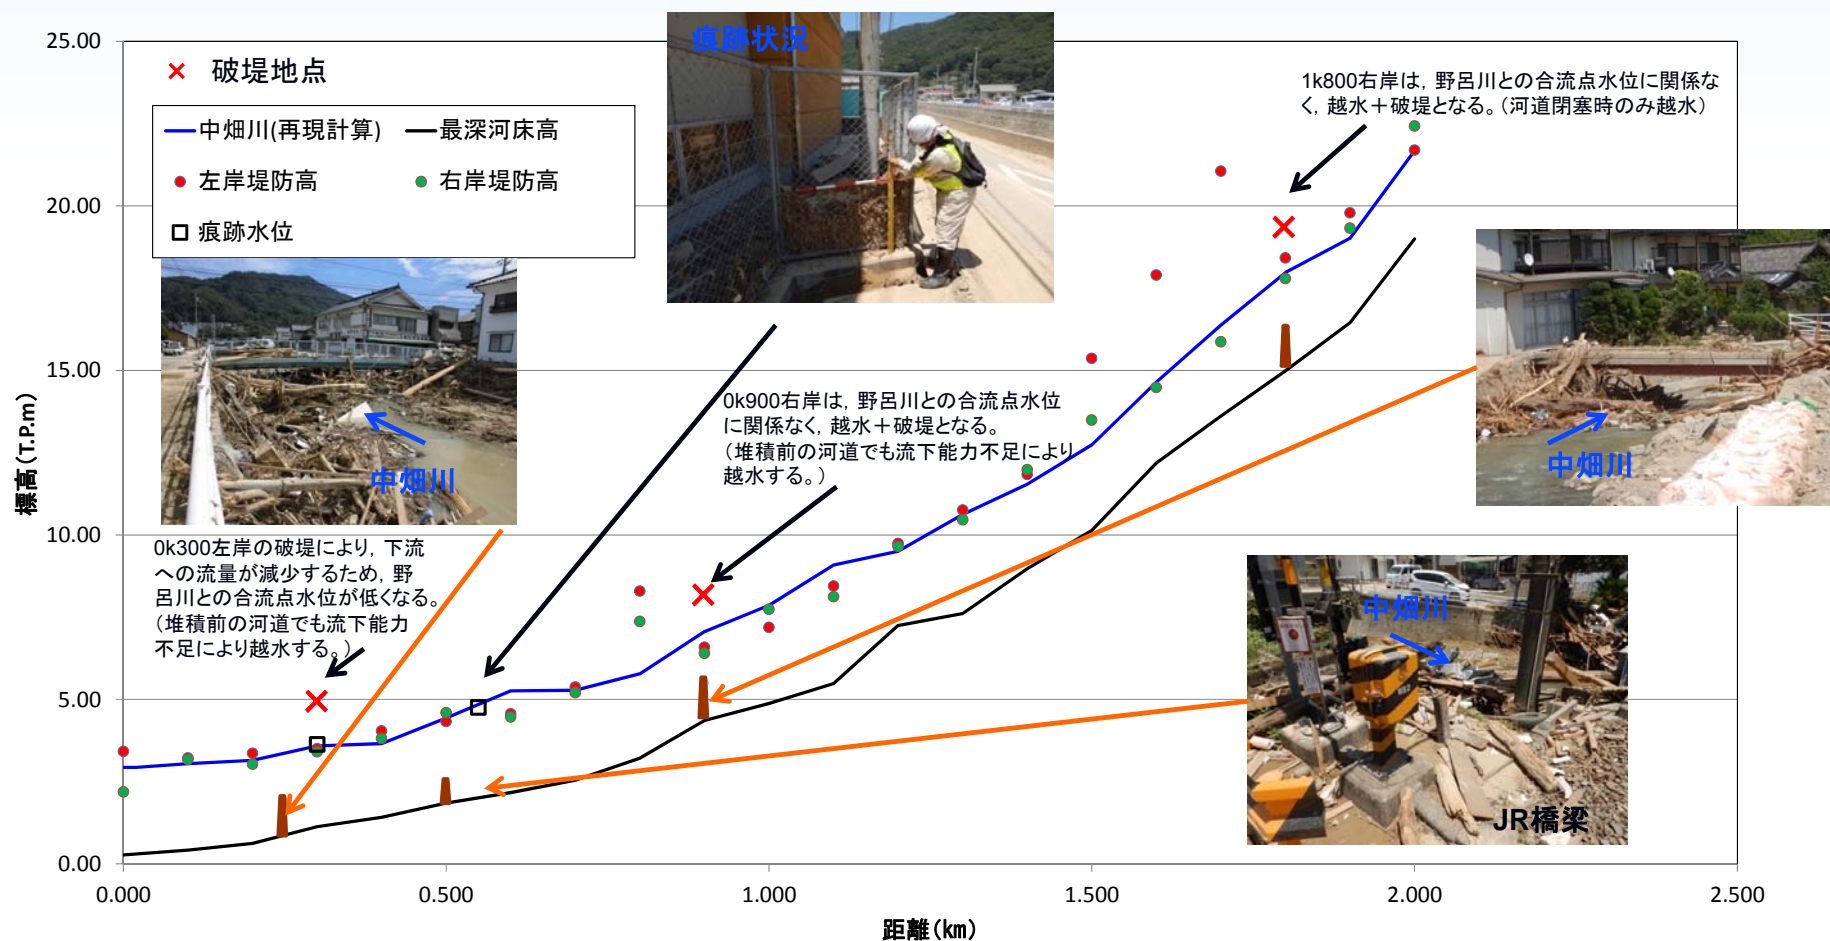 25.00
20.00
15.00
10.00
5.00
0.00
標高(T.P.m)
破堤地点
中畑川(再現計算)
最深河床高
左岸堤防高
右岸堤防高
痕跡水位
痕跡状況
1k800右岸は,野呂川との合流点水位に関係な
く,越水+破堤となる。(河道閉塞時のみ越水)
中畑川
0k900右岸は,野呂川との合流点水位
に関係なく,越水+破堤となる。
(堆積前の河道でも流下能力不足により
越水する。)
中畑川
0k300左岸の破堤により,下流
への流量が減少するため,野
呂川との合流点水位が低くなる。
(堆積前の河道でも流下能力
不足により越水する。)
中畑川
JR橋梁
0.000
0.500
1.000
1.500
2.000
2.500
距離(km)